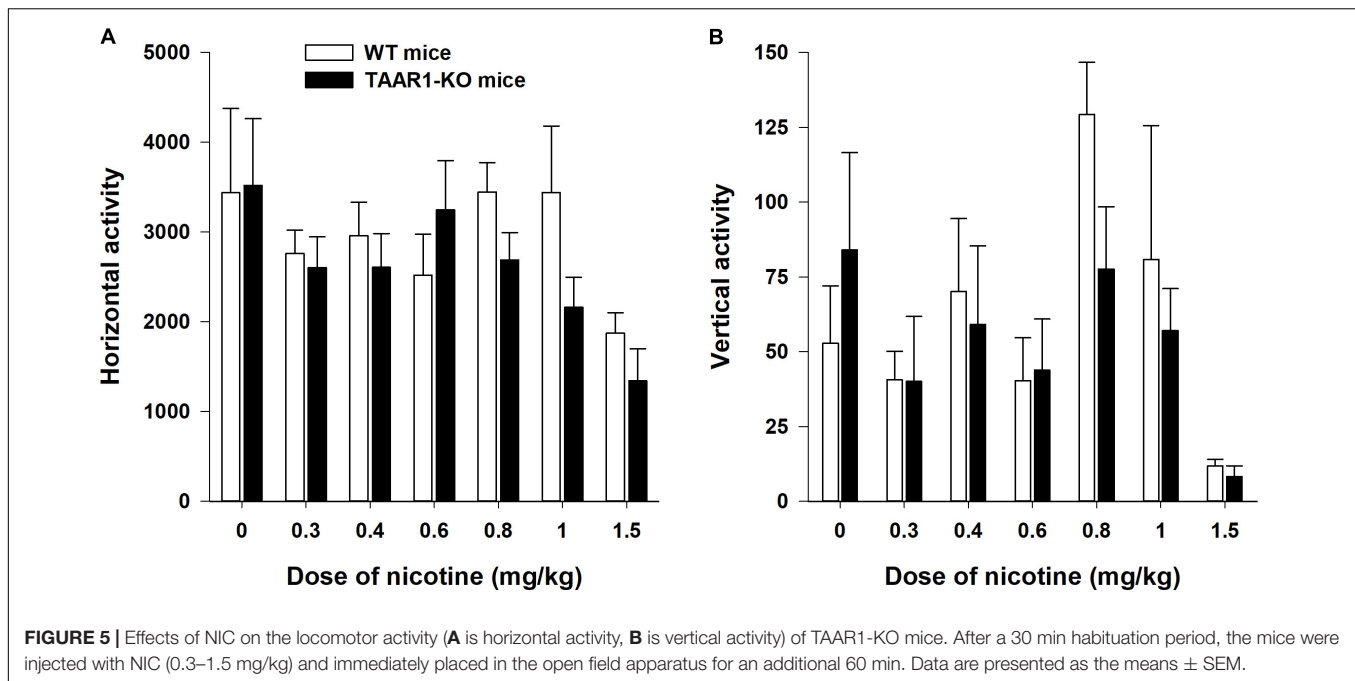 A
WT mice
TAAR1-KO mice
5000
4000
3000
2000
1000
0
Horizontal activity
0 0.3 0.4 0.6 0.8 1 1.5
Dose of nicotine (mg/kg)
B
150
125
100
75
50
25
0
Vertical activity
0 0.3 0.4 0.6 0.8 1 1.5
Dose of nicotine (mg/kg)
FIGURE 5 | Effects of NIC on the locomotor activity (A is horizontal activity, B is vertical activity) of TAAR1-KO mice. After a 30 min habituation period, the mice were
injected with NIC (0.3–1.5 mg/kg) and immediately placed in the open field apparatus for an additional 60 min. Data are presented as the means ± SEM.